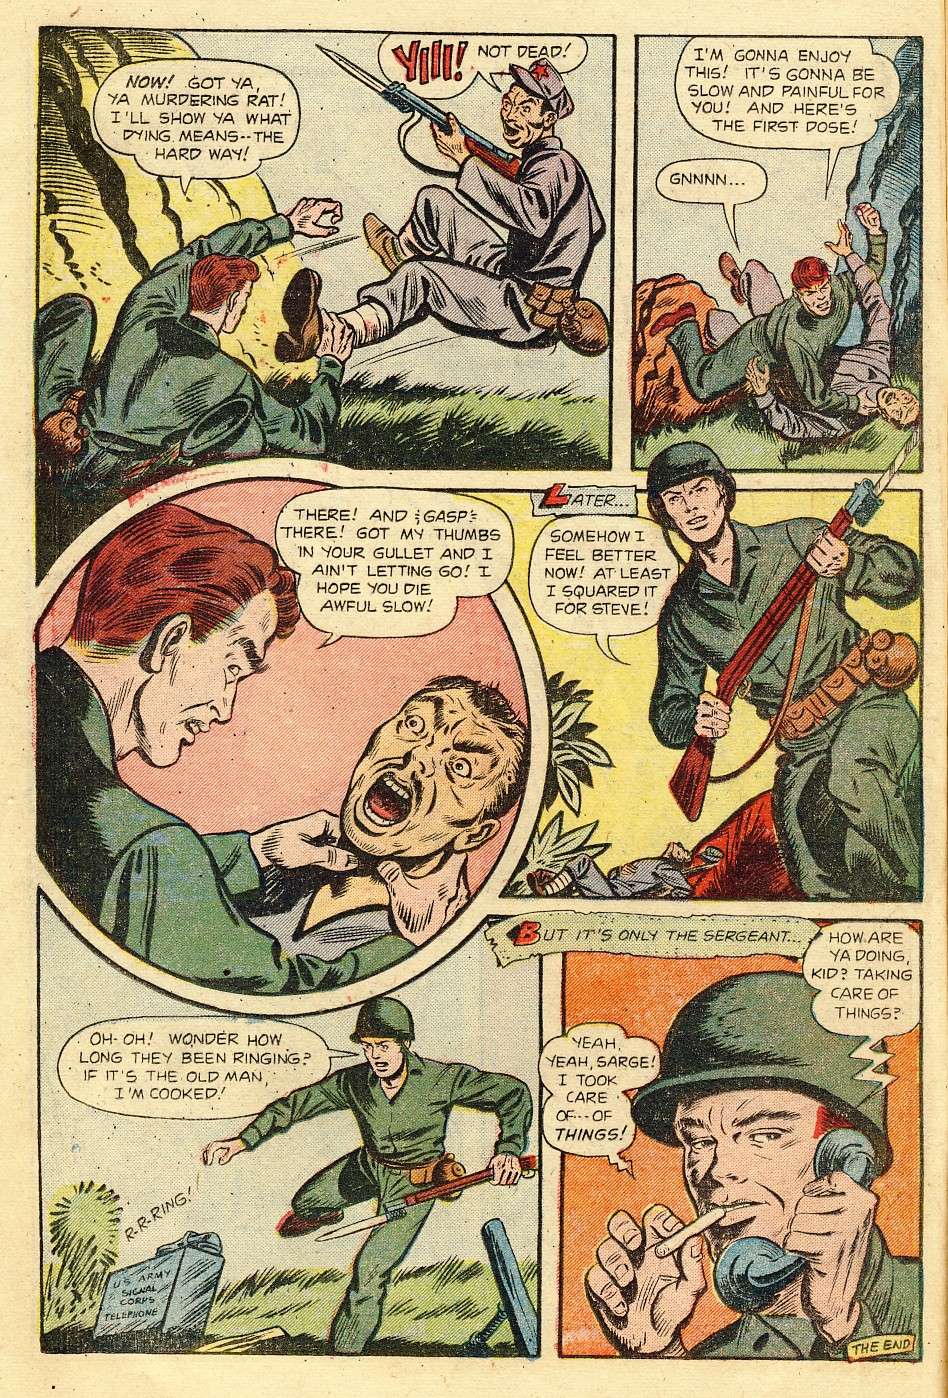 NOW! GOT YA,
YA MURDERING RAT!
I'LL SHOW YA WHAT
DYING MEANS--THE
HARD WAY!
YIII! NOT DEAD!
I'M GONNA ENJOY
THIS! IT'S GONNA BE
SLOW AND PAINFUL FOR
YOU! AND HERE'S
THE FIRST DOSE!
GNNNN...
THERE! AND GASP
THERE! GOT MY THUMBS
IN YOUR GULLET AND I
AIN'T LETTING GO! I
HOPE YOU DIE
AWFUL SLOW!
LATER...
SOMEHOW I
FEEL BETTER
NOW! AT LEAST
I SQUARED IT
FOR STEVE!
OH-OH! WONDER HOW
LONG THEY BEEN RINGING?
IF IT'S THE OLD MAN,
I'M COOKED!
R-R-RING!
US ARMY
SIGNAL
CORPS
TELEPHONE
BUT IT'S ONLY THE SERGEANT...
HOW ARE
YA DOING,
KID? TAKING
CARE OF
THINGS?
YEAH,
YEAH, SARGE!
I TOOK
CARE
OF--OF
THINGS!
THE END